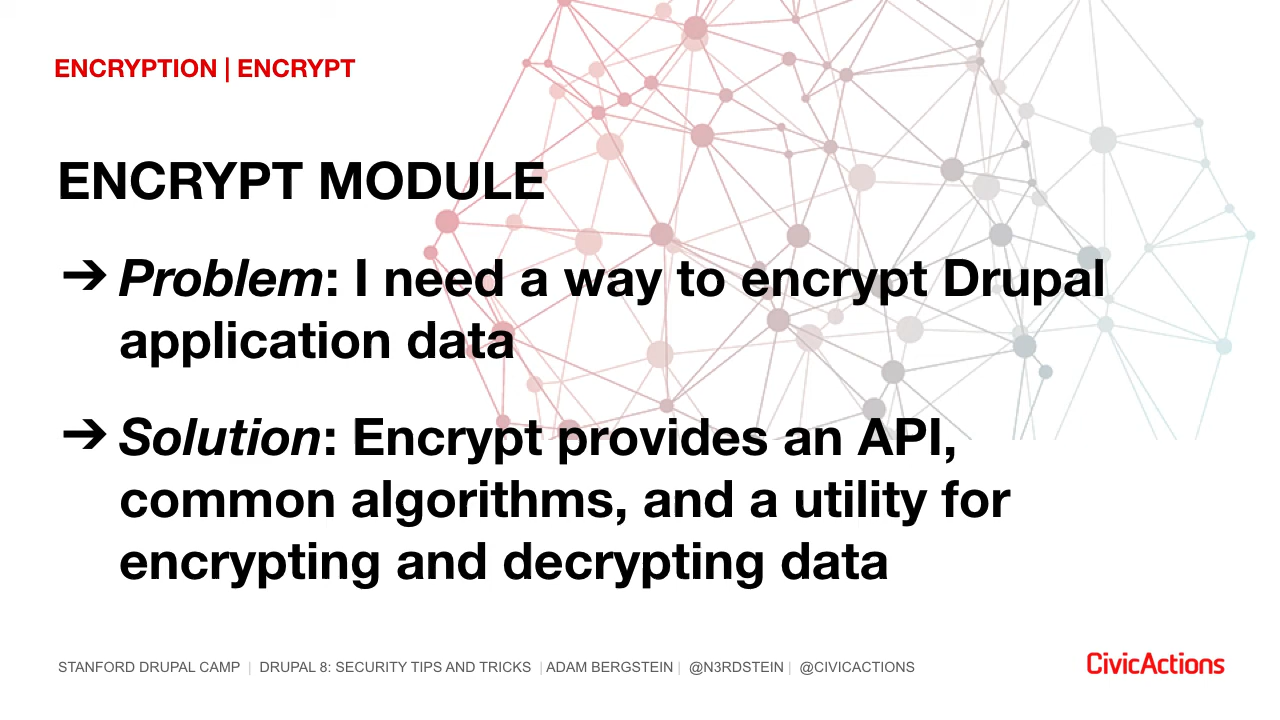 ENCRYPTION | ENCRYPT
ENCRYPT MODULE
➔ Problem: I need a way to encrypt Drupal
application data
➔ Solution: Encrypt provides an API,
common algorithms, and a utility for
encrypting and decrypting data
STANFORD DRUPAL CAMP | DRUPAL 8: SECURITY TIPS AND TRICKS | ADAM BERGSTEIN | @N3RDSTEIN | @CIVICACTIONS
CivicActions